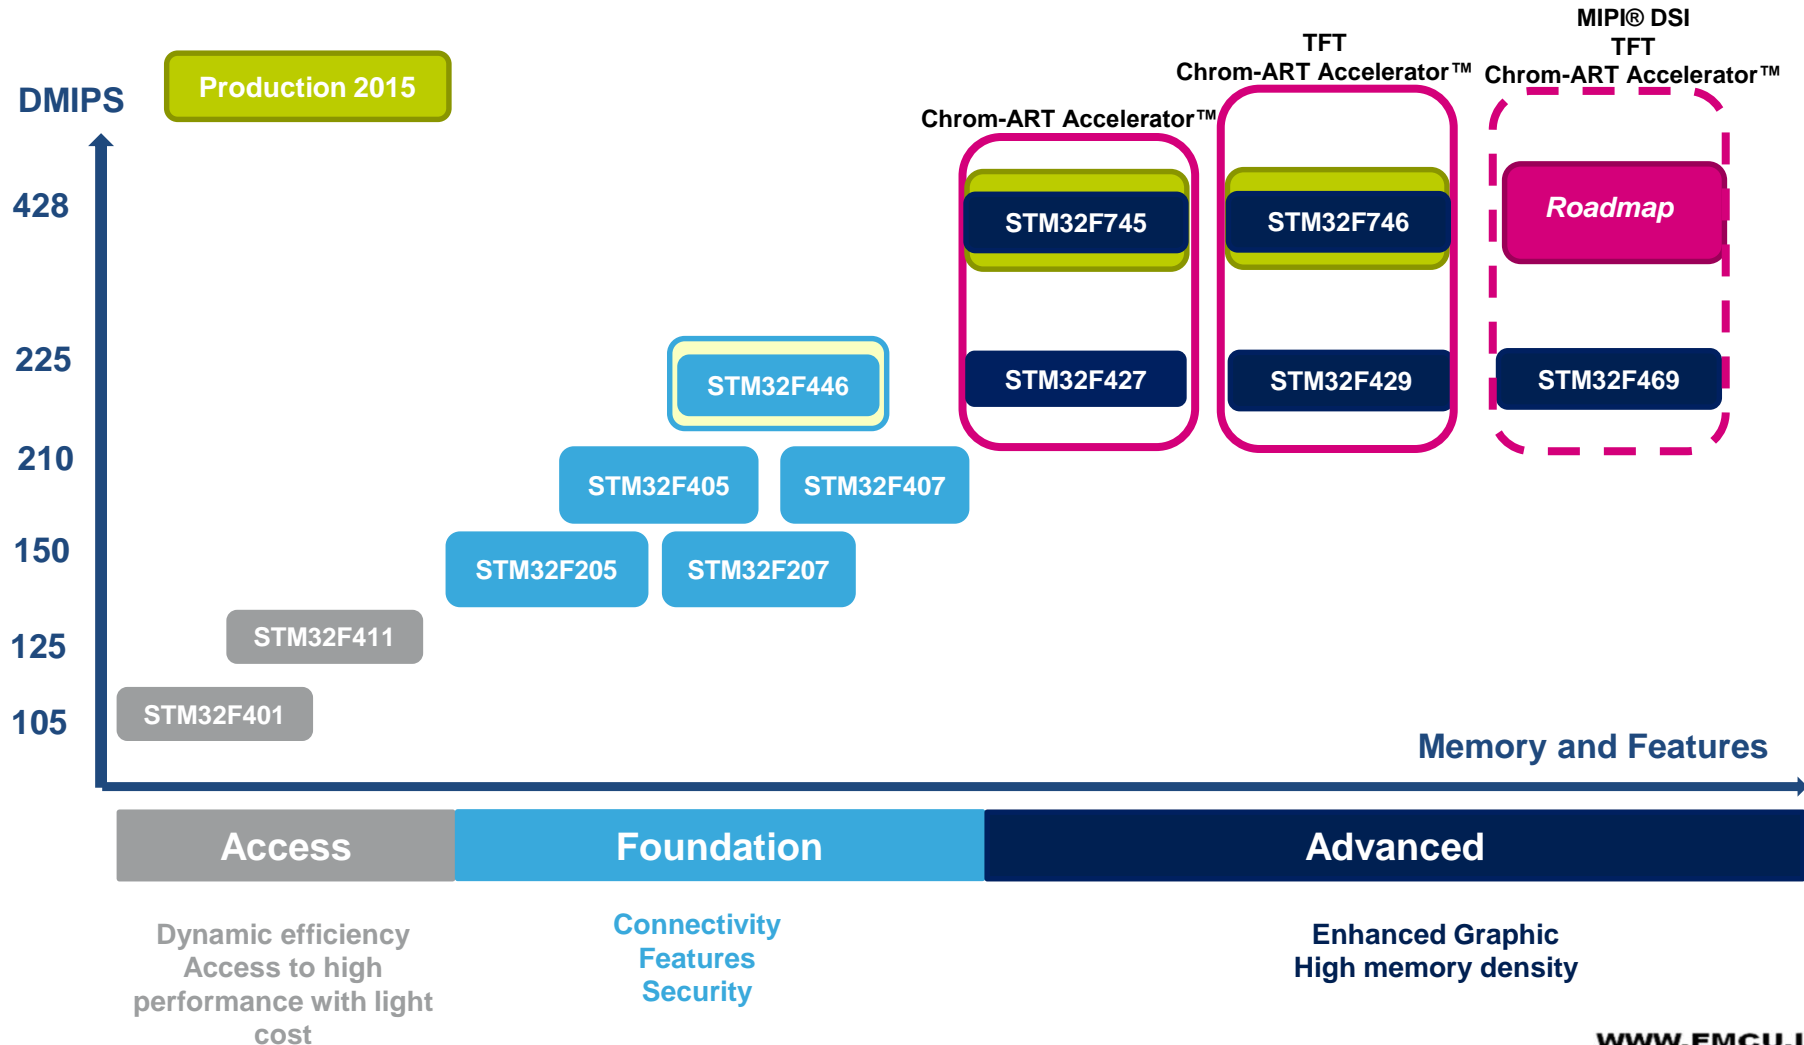 MIPI® DSI
TFT
Chrom-ART Accelerator™
TFT
Chrom-ART Accelerator™
Chrom-ART Accelerator™
Production 2015
DMIPS
428
STM32F745
STM32F746
Roadmap
225
STM32F446
STM32F427
STM32F429
STM32F469
210
STM32F405
STM32F407
150
STM32F205
STM32F207
125
STM32F411
105
STM32F401
Memory and Features
Access
Foundation
Advanced
Dynamic efficiency
Access to high
performance with light
cost
Connectivity
Features
Security
Enhanced Graphic
High memory density